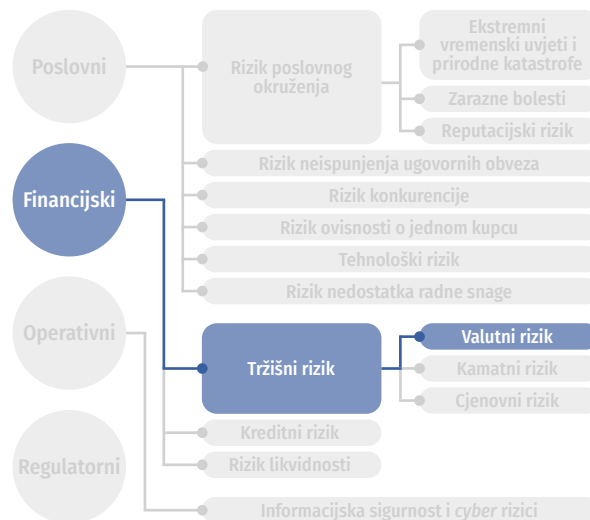 Poslovni
Rizik poslovnog
okruženja
Ekstremni
vremenski uvjeti i
prirodne katastrofe
Zarazne bolesti
Reputacijski rizik
Rizik neispunjenja ugovornih obveza
Rizik konkurencije
Rizik ovisnosti o jednom kupcu
Tehnološki rizik
Rizik nedostatka radne snage
Financijski
Tržišni rizik
Valutni rizik
Kamatni rizik
Cjenovni rizik
Kreditni rizik
Rizik likvidnosti
Operativni
Informacijska sigurnost i cyber rizici
Regulatorni